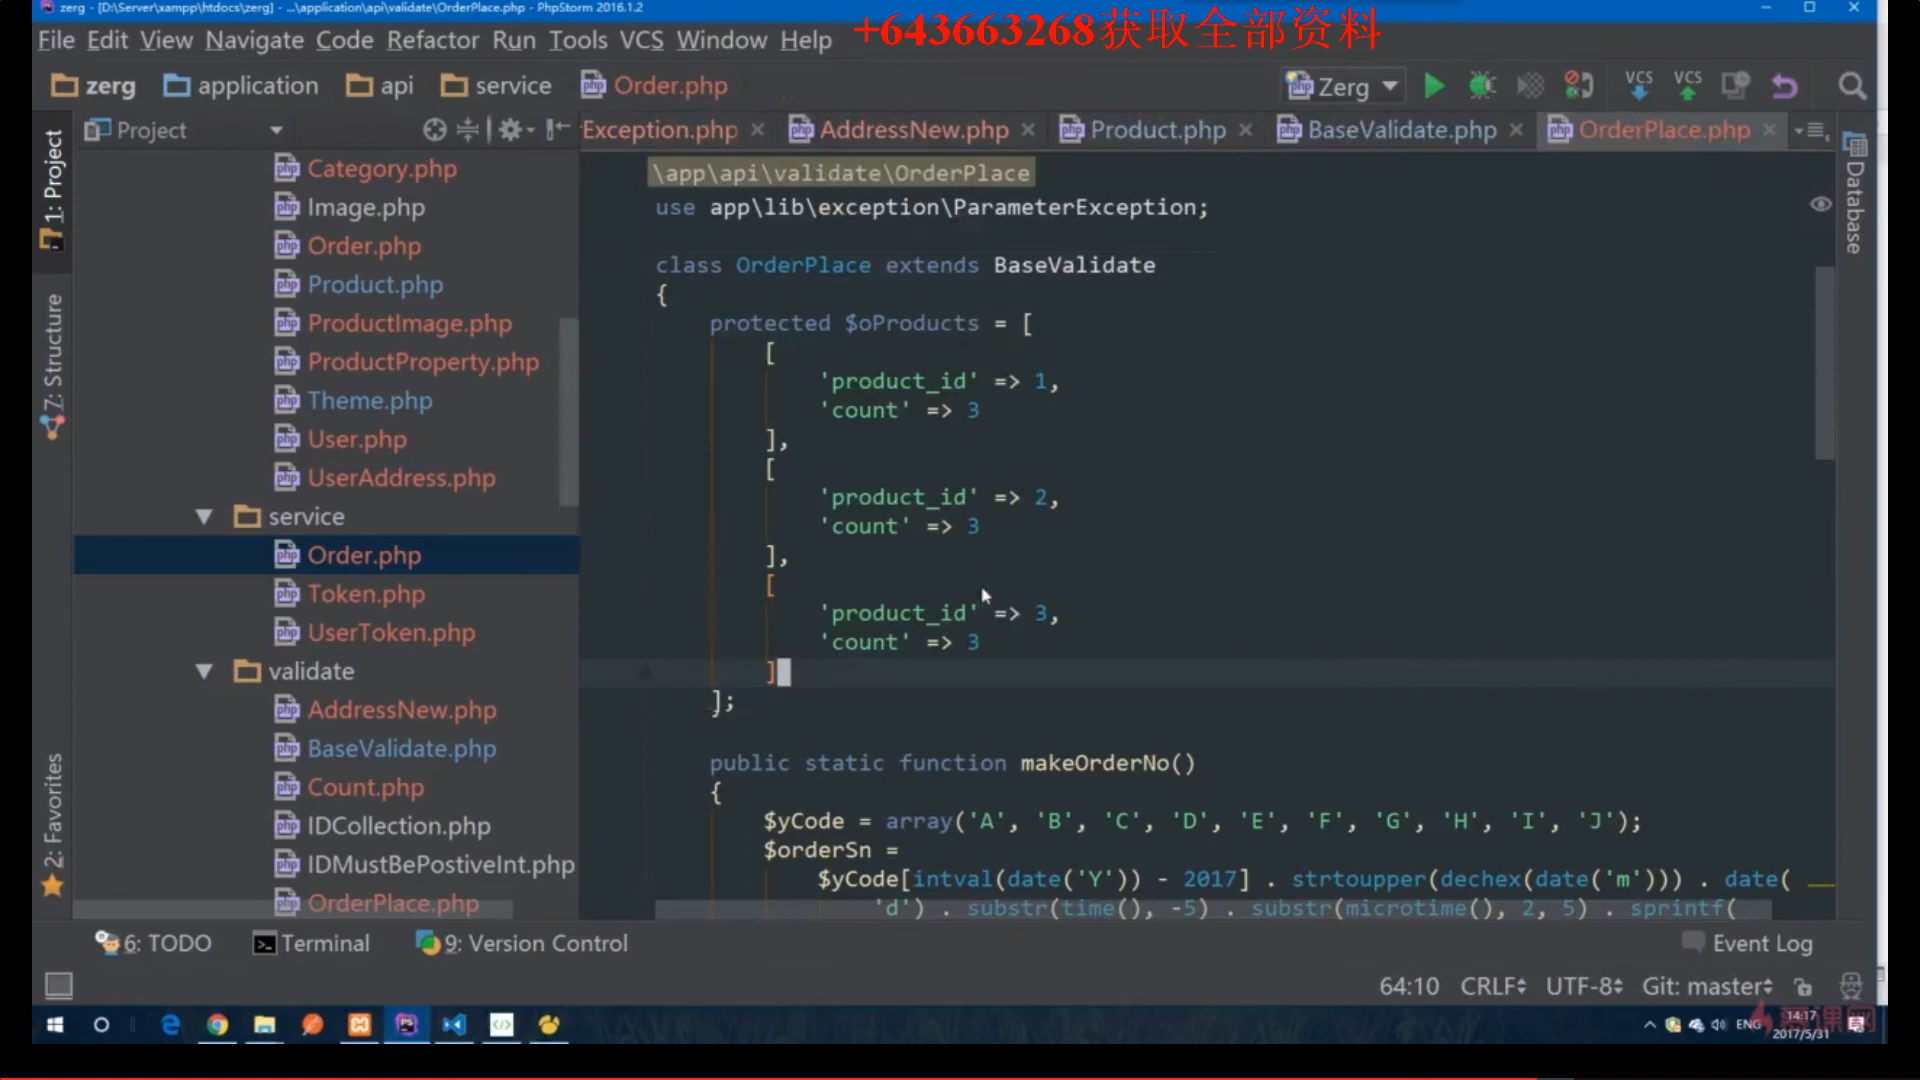 zerg - [D:\Server\xampp\htdocs\zerg] - ...\application\api\validate\OrderPlace.php - PhpStorm 2016.1.2
+643663268获取全部资料
File Edit View Navigate Code Refactor Run Tools VCS Window Help
zerg application api service Order.php
Zerg VCS VCS
Project
Exception.php AddressNew.php Product.php BaseValidate.php OrderPlace.php
1: Project
7: Structure
2: Favorites
Database
Category.php
Image.php
Order.php
Product.php
ProductImage.php
ProductProperty.php
Theme.php
User.php
UserAddress.php
service
Order.php
Token.php
UserToken.php
validate
AddressNew.php
BaseValidate.php
Count.php
IDCollection.php
IDMustBePostiveInt.php
OrderPlace.php
\app\api\validate\OrderPlace
use app\lib\exception\ParameterException;
class OrderPlace extends BaseValidate
{
protected $oProducts = [
[
'product_id' => 1,
'count' => 3
],
[
'product_id' => 2,
'count' => 3
],
[
'product_id' => 3,
'count' => 3
]
];
public static function makeOrderNo()
{
$yCode = array('A', 'B', 'C', 'D', 'E', 'F', 'G', 'H', 'I', 'J');
$orderSn =
$yCode[intval(date('Y')) - 2017] . strtoupper(dechex(date('m'))) . date(
'd') . substr(time(), -5) . substr(microtime(), 2, 5) . sprintf(
6: TODO Terminal 9: Version Control Event Log
64:10 CRLF UTF-8 Git: master
ENG
14:17
2017/5/31